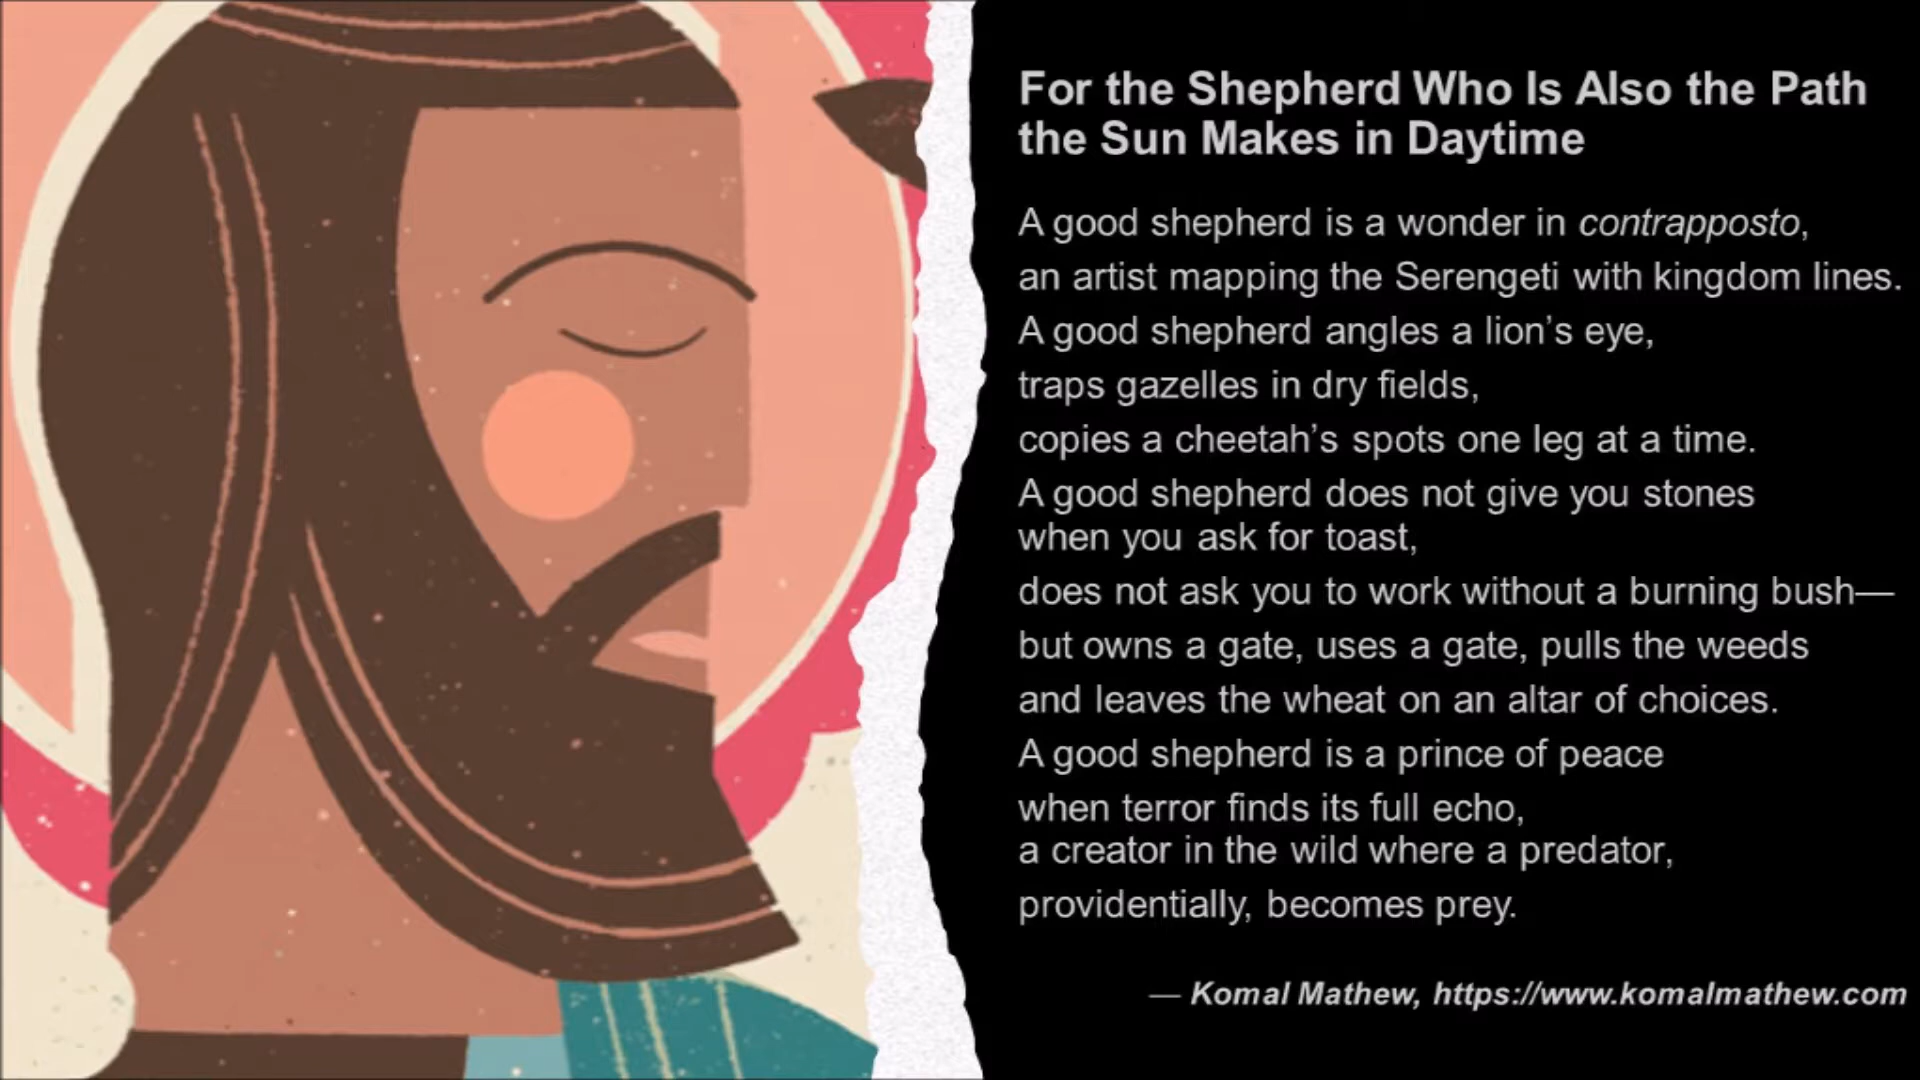 For the Shepherd Who Is Also the Path
the Sun Makes in Daytime
A good shepherd is a wonder in contrapposto,
an artist mapping the Serengeti with kingdom lines.
A good shepherd angles a lion’s eye,
traps gazelles in dry fields,
copies a cheetah’s spots one leg at a time.
A good shepherd does not give you stones
when you ask for toast,
does not ask you to work without a burning bush—
but owns a gate, uses a gate, pulls the weeds
and leaves the wheat on an altar of choices.
A good shepherd is a prince of peace
when terror finds its full echo,
a creator in the wild where a predator,
providentially, becomes prey.
— Komal Mathew, https://www.komalmathew.com